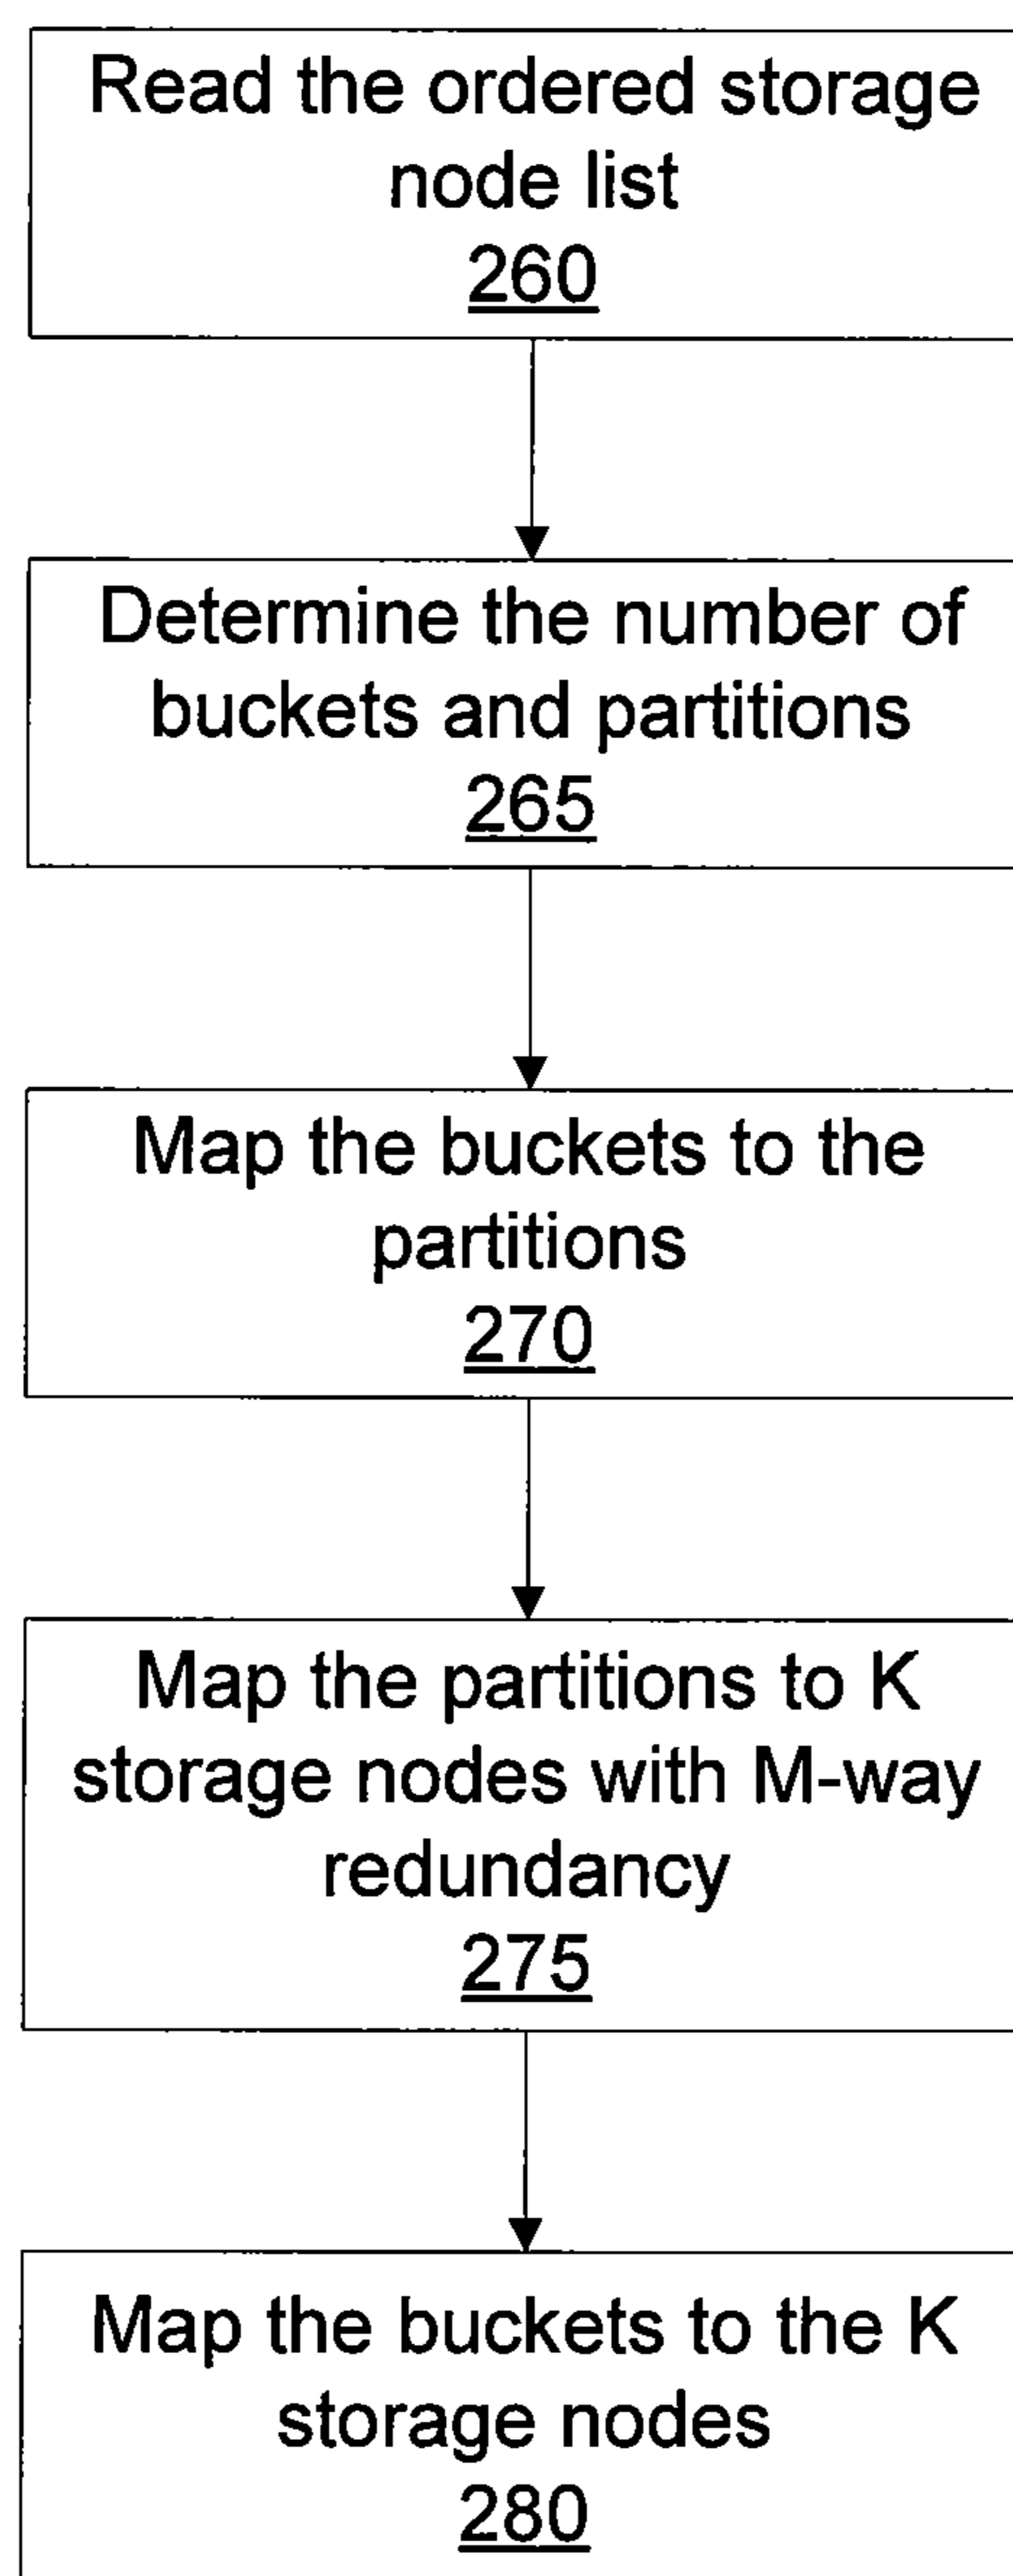 Read the ordered storage
node list
260
Determine the number of
buckets and partitions
265
Map the buckets to the
partitions
270
Map the partitions to K
storage nodes with M-way
redundancy
275
Map the buckets to the K
storage nodes
280